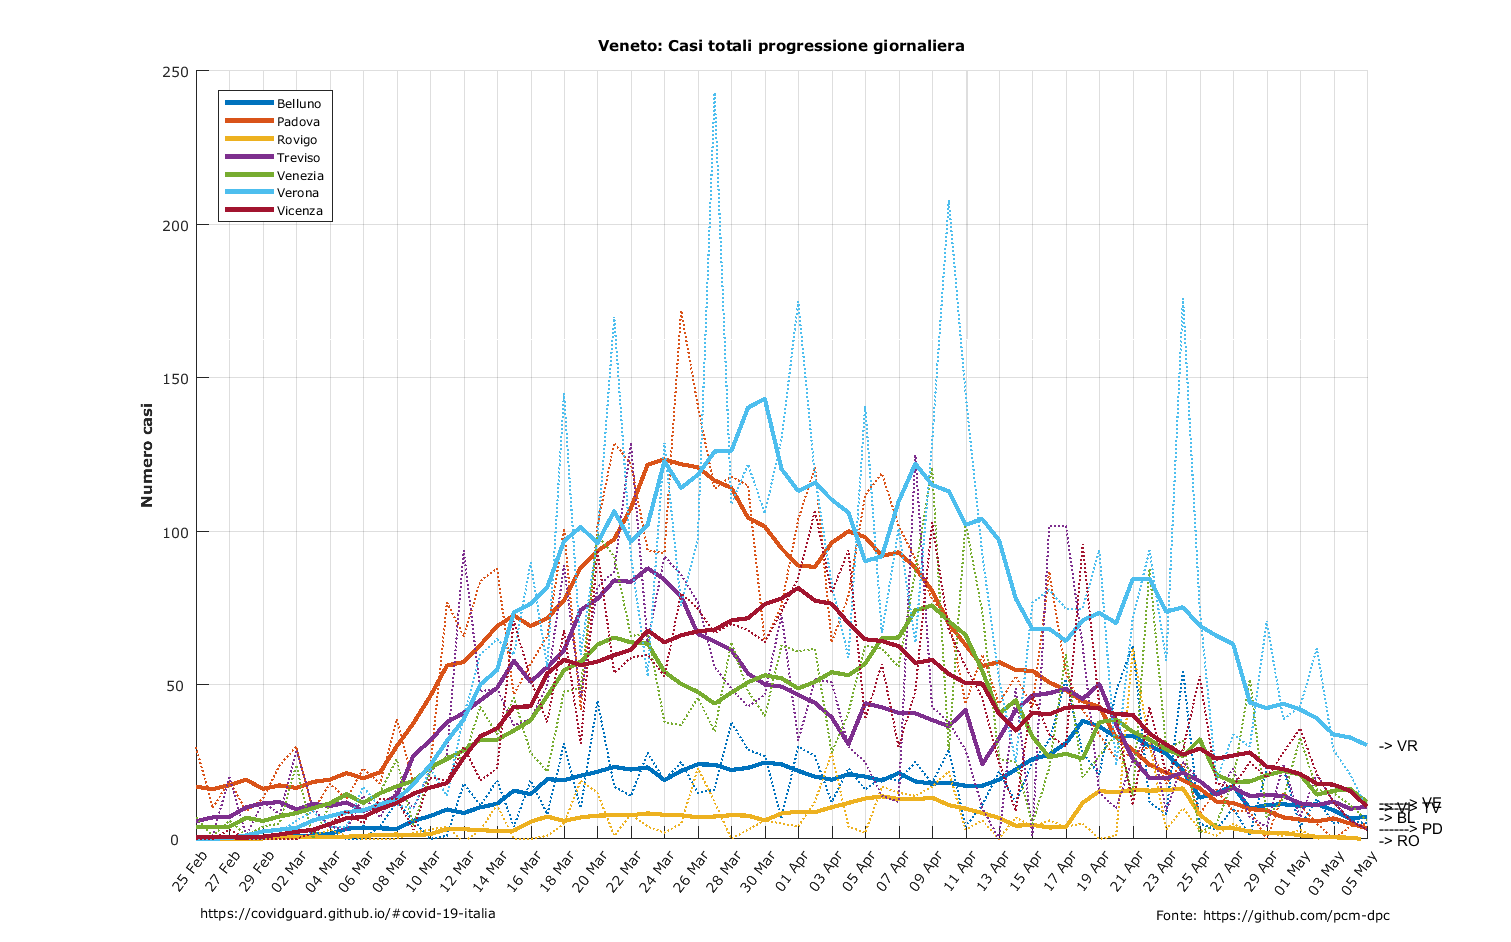 Veneto: Casi totali progressione giornaliera
Numero casi
250
200
150
100
50
0
Belluno
Padova
Rovigo
Treviso
Venezia
Verona
Vicenza
-> VR
-> BL
------> PD
-> RO
25 Feb
27 Feb
29 Feb
02 Mar
04 Mar
06 Mar
08 Mar
10 Mar
12 Mar
14 Mar
16 Mar
18 Mar
20 Mar
22 Mar
24 Mar
26 Mar
28 Mar
30 Mar
01 Apr
03 Apr
05 Apr
07 Apr
09 Apr
11 Apr
13 Apr
15 Apr
17 Apr
19 Apr
21 Apr
23 Apr
25 Apr
27 Apr
29 Apr
01 May
03 May
05 May
https://covidguard.github.io/#covid-19-italia
Fonte: https://github.com/pcm-dpc